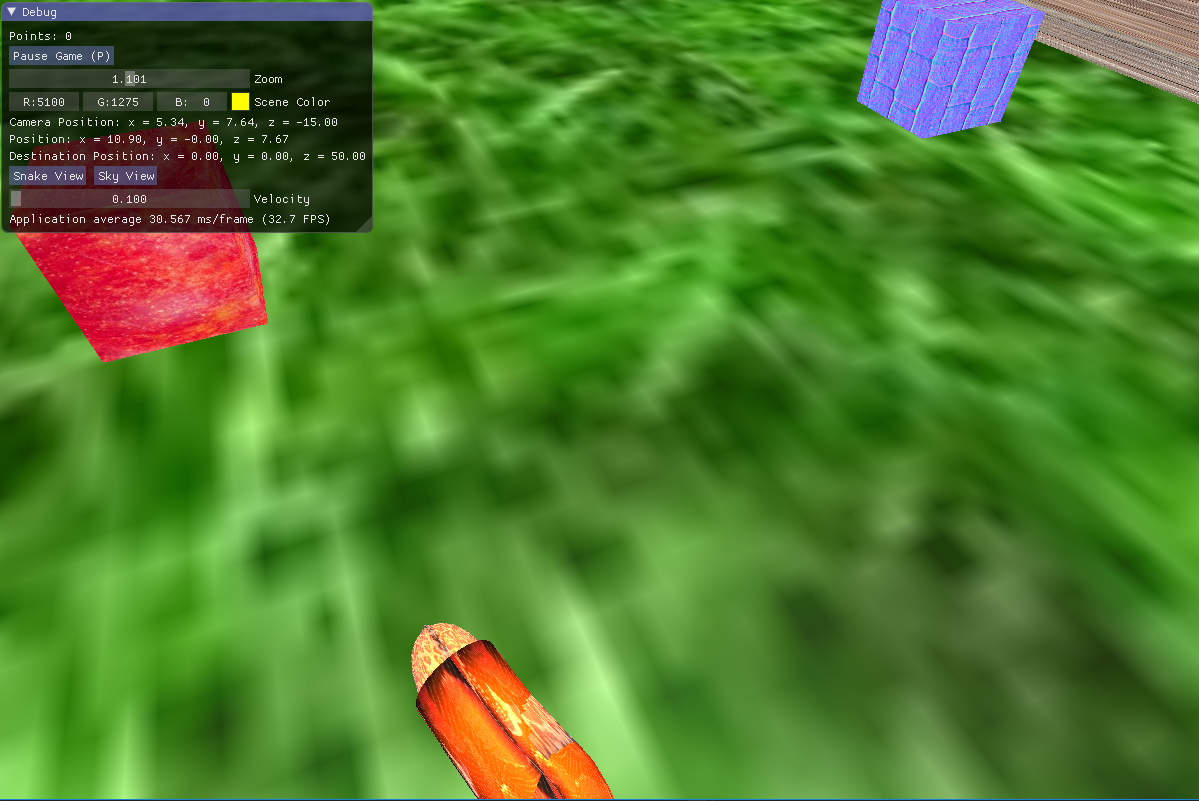 Debug
Points: 0
Pause Game (P)
1.101 Zoom
R:5100 G:1275 B: 0 Scene Color
Camera Position: x = 5.34, y = 7.64, z = -15.00
Position: x = 10.90, y = -0.00, z = 7.67
Destination Position: x = 0.00, y = 0.00, z = 50.00
Snake View Sky View
0.100 Velocity
Application average 30.567 ms/frame (32.7 FPS)